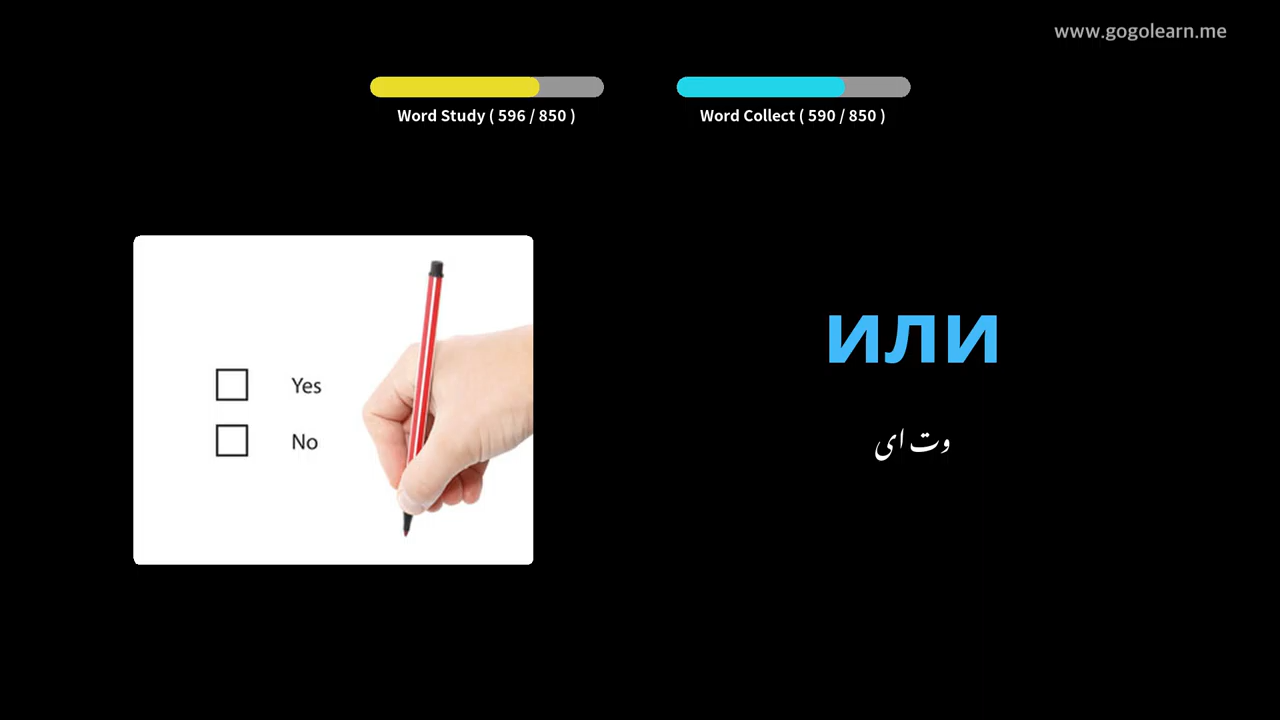 www.gogolearn.me
Word Study ( 596 / 850 )
Word Collect ( 590 / 850 )
Yes
No
или
وت ای